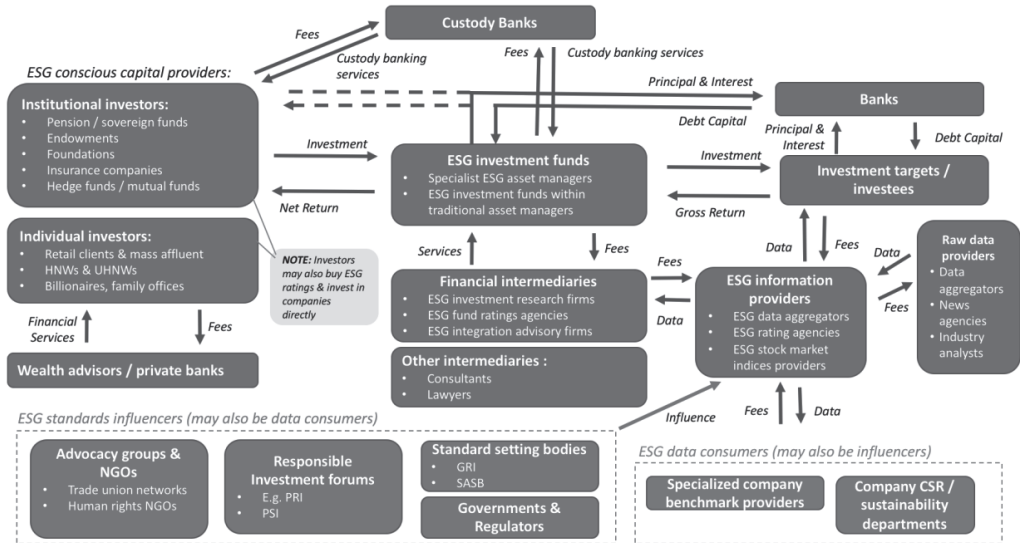 Custody Banks
Fees
Custody banking
services
Fees
Custody banking
services
ESG conscious capital providers:
Institutional investors:
• Pension / sovereign funds
• Endowments
• Foundations
• Insurance companies
• Hedge funds / mutual funds
Principal & Interest
Debt Capital
Banks
Principal &
Interest
Debt Capital
Investment
Net Return
ESG investment funds
• Specialist ESG asset managers
• ESG investment funds within
traditional asset managers
Investment
Gross Return
Investment targets /
investees
Individual investors:
• Retail clients & mass affluent
• HNWs & UHNWs
• Billionaires, family offices
NOTE: Investors
may also buy ESG
ratings & invest in
companies
directly
Services
Fees
Data
Fees
Financial intermediaries
• ESG investment research firms
• ESG fund ratings agencies
• ESG integration advisory firms
Fees
Data
ESG information
providers
• ESG data aggregators
• ESG rating agencies
• ESG stock market
indices providers
Data
Fees
Raw data
providers
• Data
aggregators
• News
agencies
• Industry
analysts
Financial
Services
Fees
Wealth advisors / private banks
Other intermediaries :
• Consultants
• Lawyers
Influence
Fees
Data
ESG standards influencers (may also be data consumers)
Advocacy groups &
NGOs
• Trade union networks
• Human rights NGOs
Responsible
Investment forums
• E.g. PRI
• PSI
Standard setting bodies
• GRI
• SASB
Governments &
Regulators
ESG data consumers (may also be influencers)
Specialized company
benchmark providers
Company CSR /
sustainability
departments